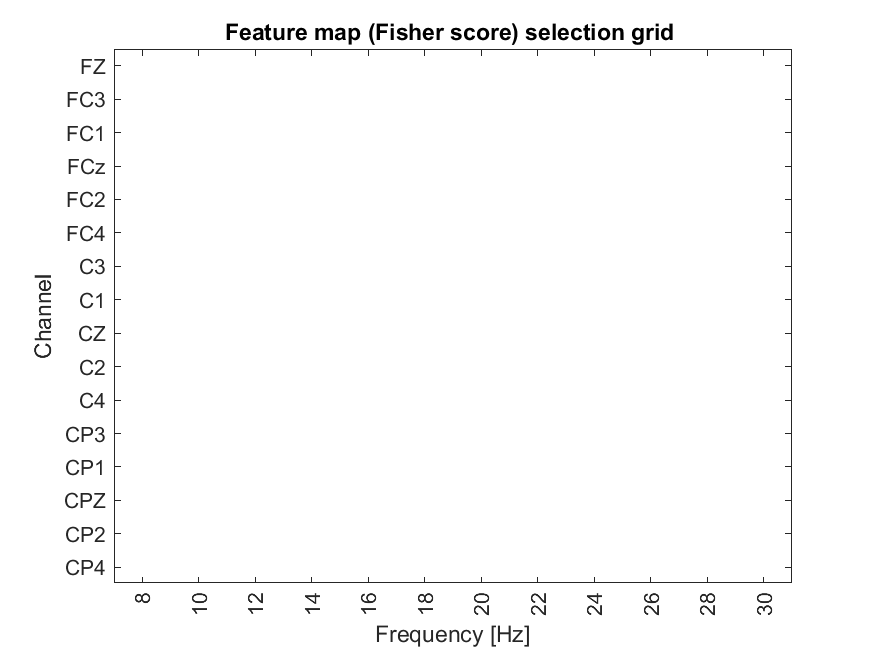 Feature map (Fisher score) selection grid
FZ
FC3
FC1
FCz
FC2
FC4
C3
C1
CZ
C2
C4
CP3
CP1
CPZ
CP2
CP4
Channel
8 10 12 14 16 18 20 22 24 26 28 30
Frequency [Hz]